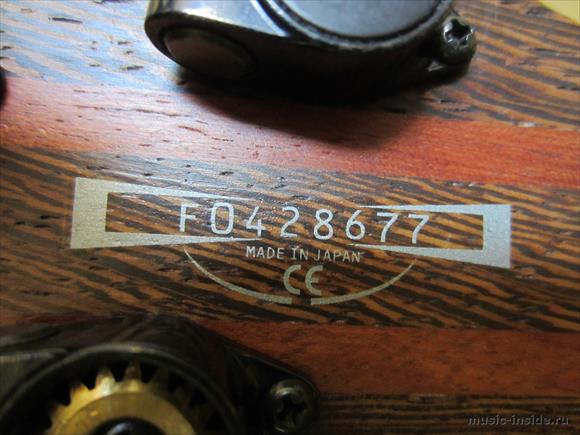 F0428677
MADE IN JAPAN
CE
music-inside.ru